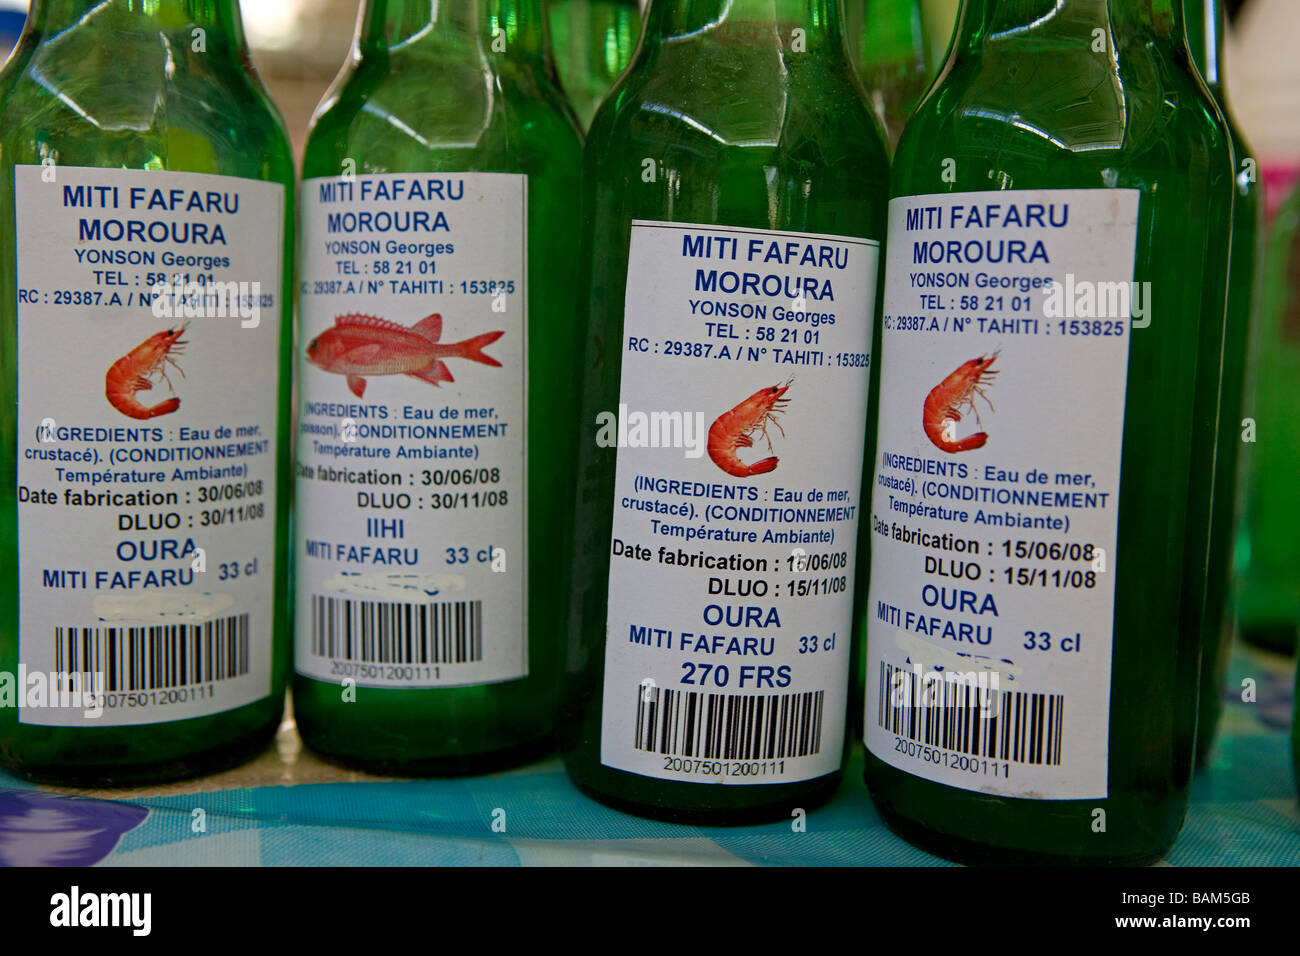 MITI FAFARU
MOROURA
YONSON Georges
TEL : 58 21 01
RC : 29387.A / N° TAHITI : 153825
(INGREDIENTS : Eau de mer,
crustacé). (CONDITIONNEMENT
Température Ambiante)
Date fabrication : 30/06/08
DLUO : 30/11/08
OURA
MITI FAFARU 33 cl
2007501200111
MITI FAFARU
MOROURA
YONSON Georges
TEL : 58 21 01
: 29387.A / N° TAHITI : 153825
(INGREDIENTS : Eau de mer,
poisson). (CONDITIONNEMENT
Température Ambiante)
Date fabrication : 30/06/08
DLUO : 30/11/08
IIHI
MITI FAFARU 33 cl
2007501200111
MITI FAFARU
MOROURA
YONSON Georges
TEL : 58 21 01
RC : 29387.A / N° TAHITI : 153825
(INGREDIENTS : Eau de mer,
crustacé). (CONDITIONNEMENT
Température Ambiante)
Date fabrication : 15/06/08
DLUO : 15/11/08
OURA
MITI FAFARU 33 cl
270 FRS
2007501200111
MITI FAFARU
MOROURA
YONSON Georges
TEL : 58 21 01
RC : 29387.A / N° TAHITI : 153825
(INGREDIENTS : Eau de mer,
crustacé). (CONDITIONNEMENT
Température Ambiante)
Date fabrication : 15/06/08
DLUO : 15/11/08
OURA
MITI FAFARU 33 cl
2007501200111
alamy
Image ID: BAM5GB
www.alamy.com